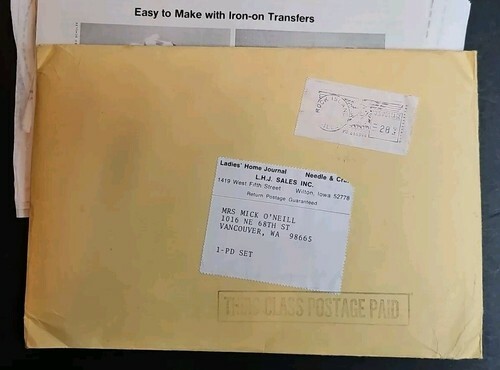 Easy to Make with Iron-on Transfers
28
Ladies' Home Journal Needle &
L.H.J. SALES INC.
1419 West Fifth Street Wilton, Iowa 52778
Return Postage Guaranteed
MRS MICK O'NEILL
1016 NE 68TH ST
VANCOUVER, WA 98665
1-PD SET
THIRD CLASS POSTAGE PAID